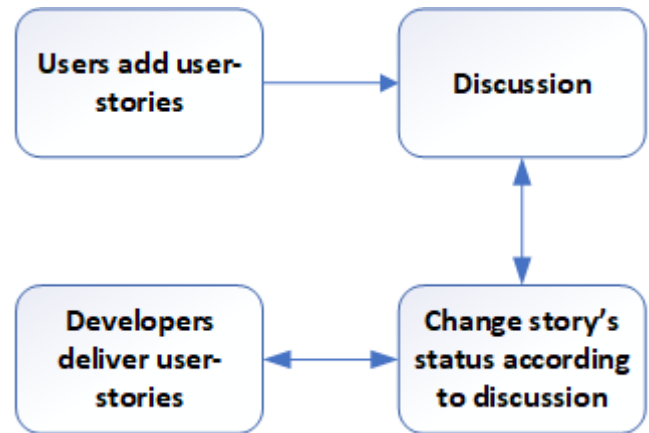 Users add user-
stories
Discussion
Developers
deliver user-
stories
Change story's
status according
to discussion